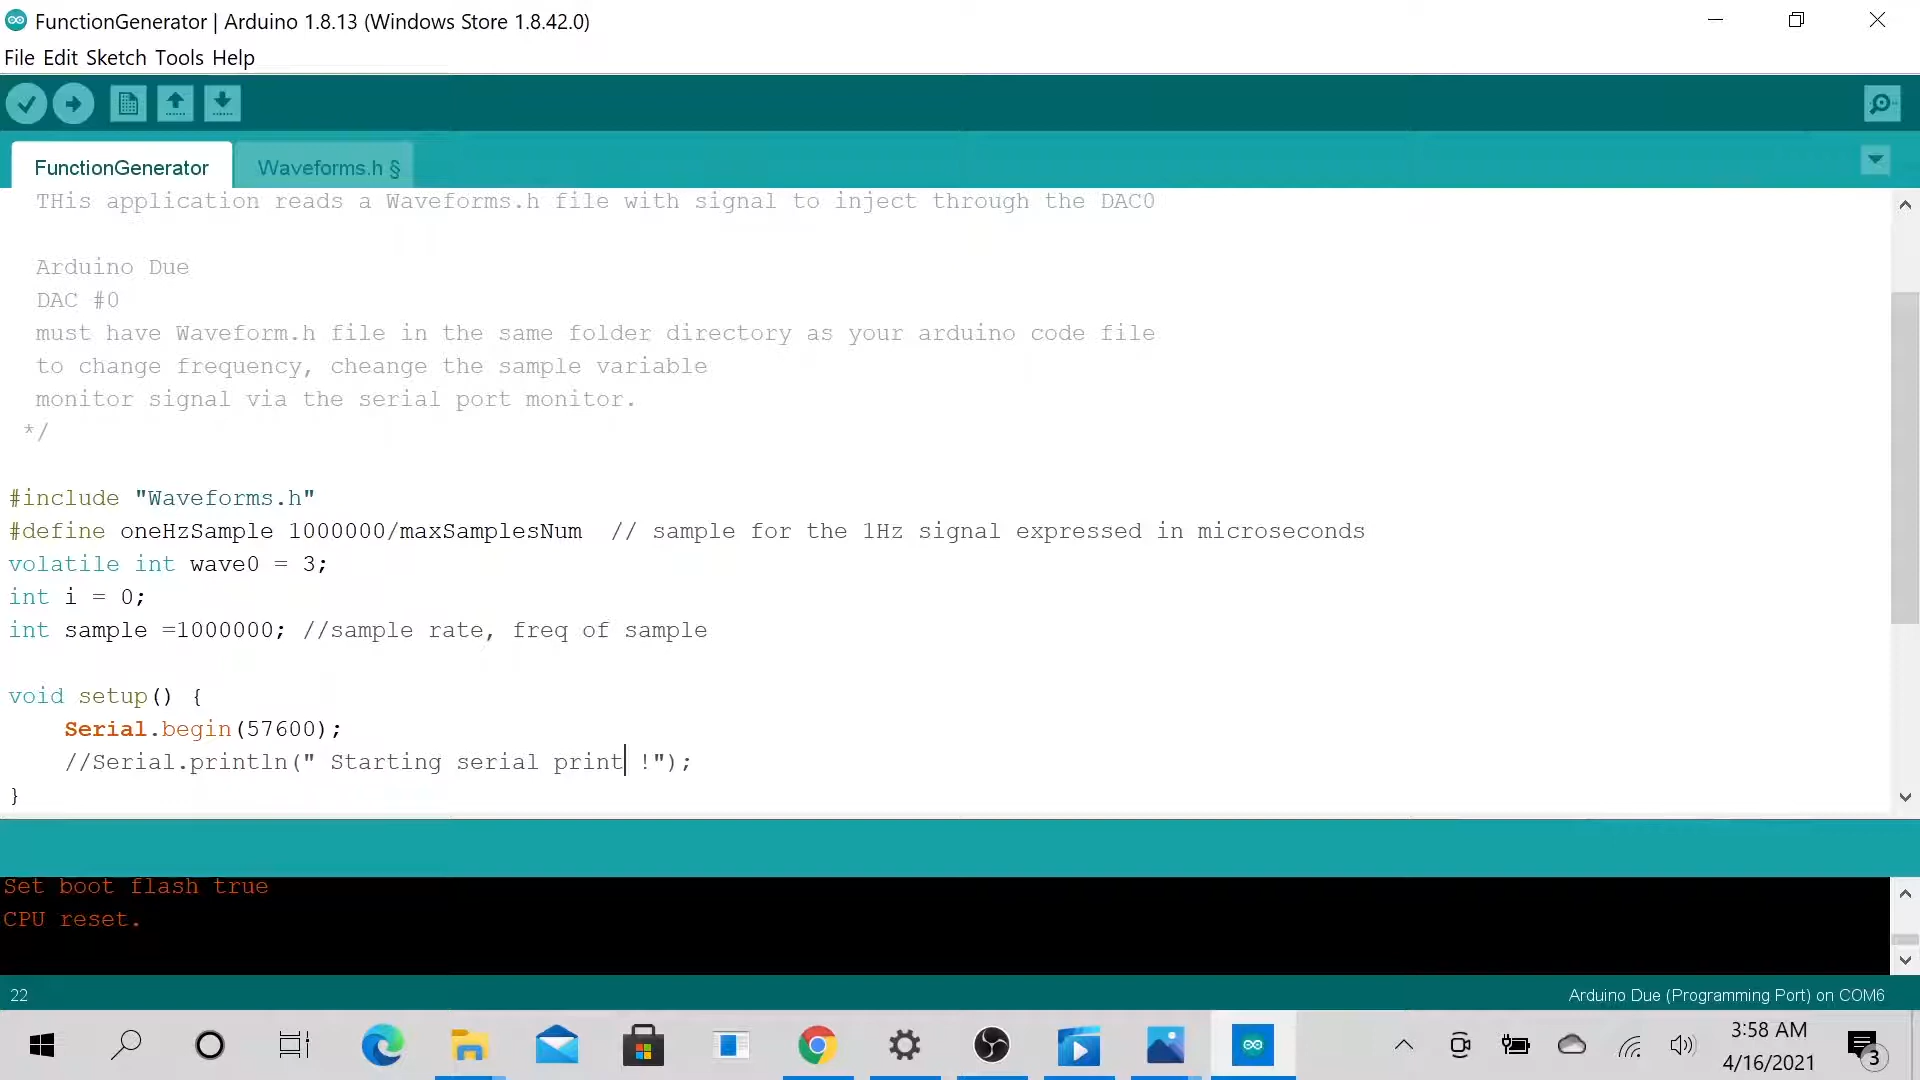 FunctionGenerator | Arduino 1.8.13 (Windows Store 1.8.42.0)
File Edit Sketch Tools Help
FunctionGenerator
Waveforms.h §
THis application reads a Waveforms.h file with signal to inject through the DAC0
Arduino Due
DAC #0
must have Waveform.h file in the same folder directory as your arduino code file
to change frequency, cheange the sample variable
monitor signal via the serial port monitor.
*/
#include "Waveforms.h"
#define oneHzSample 1000000/maxSamplesNum  // sample for the 1Hz signal expressed in microseconds
volatile int wave0 = 3;
int i = 0;
int sample =1000000; //sample rate, freq of sample
void setup() {
Serial.begin(57600);
//Serial.println(" Starting serial print !");
}
Set boot flash true
CPU reset.
22
Arduino Due (Programming Port) on COM6
3:58 AM
4/16/2021
3